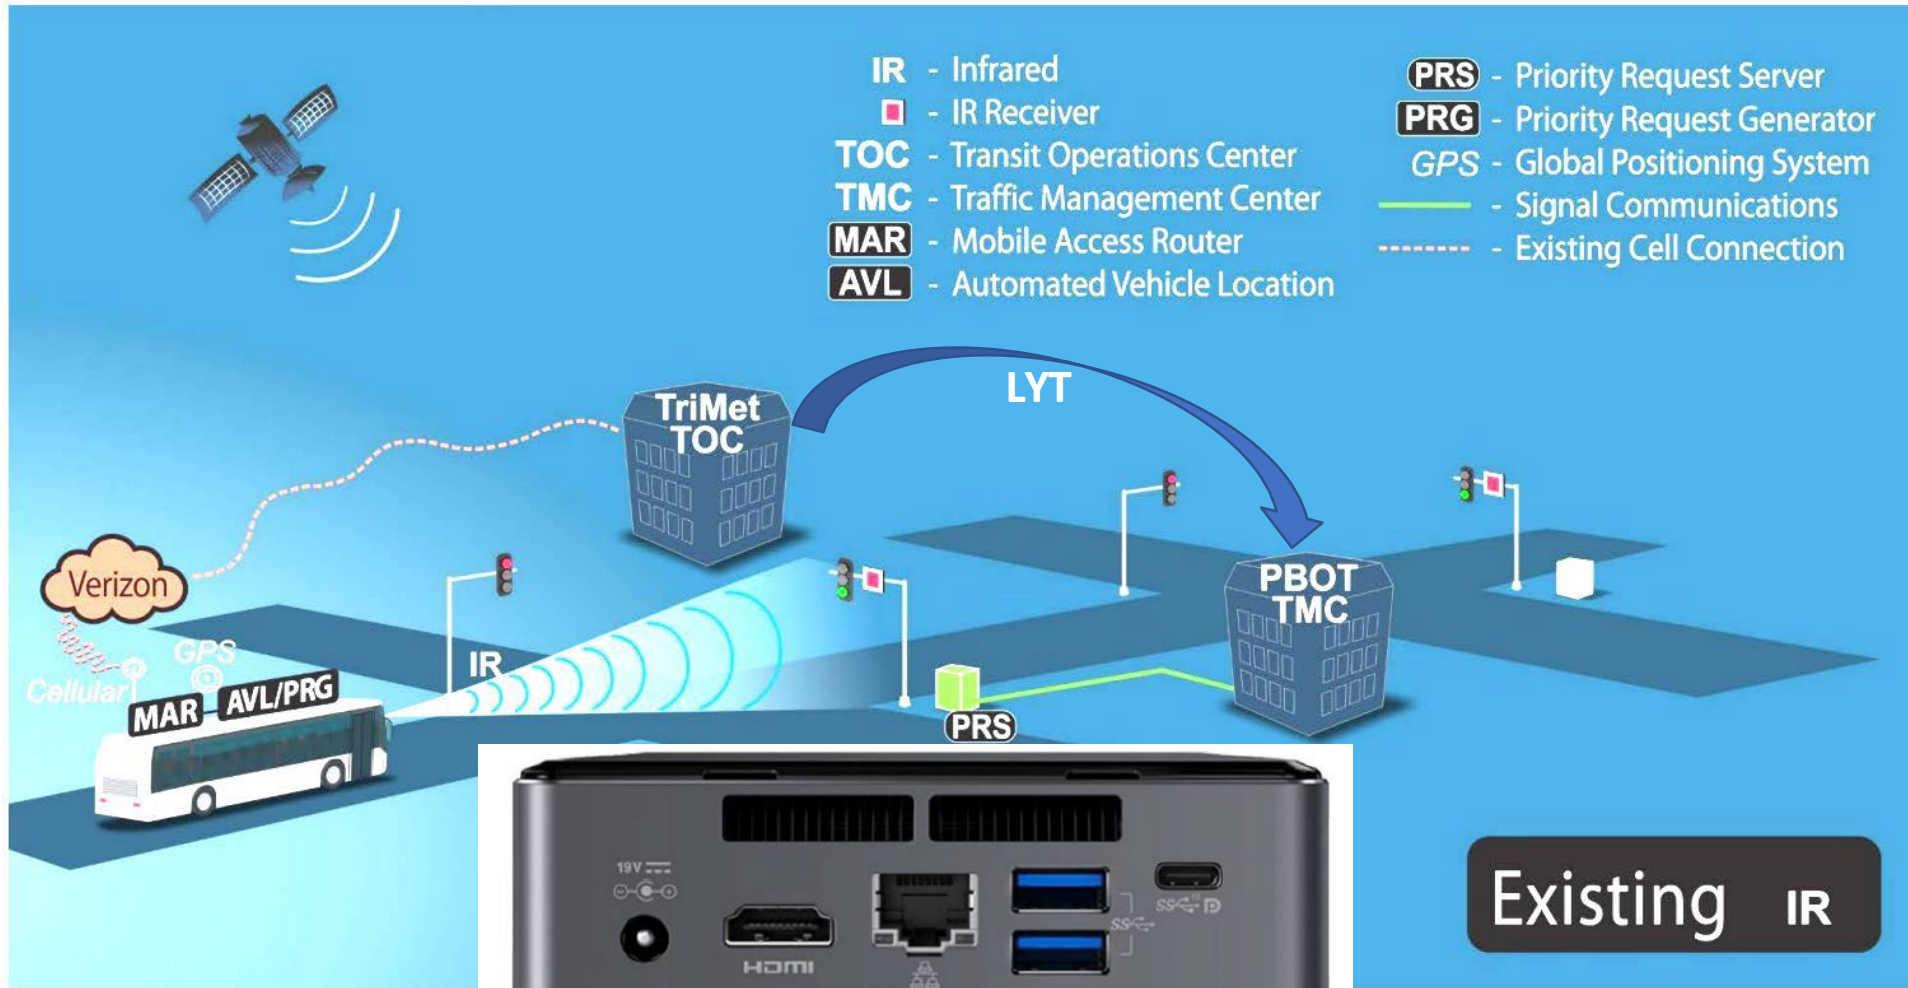 IR - Infrared
- IR Receiver
TOC - Transit Operations Center
TMC - Traffic Management Center
MAR - Mobile Access Router
AVL - Automated Vehicle Location
PRS - Priority Request Server
PRG - Priority Request Generator
GPS - Global Positioning System
- Signal Communications
- Existing Cell Connection
LYT
TriMet
TOC
Verizon
PBOT
TMC
GPS
IR
Cellular
MAR
AVL/PRG
PRS
19V
HDMI
SS
SS
Existing IR